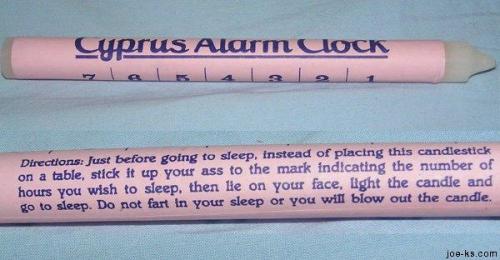 Cyprus Alarm Clock
7 | 6 | 5 | 4 | 3 | 2 | 1
Directions: Just before going to sleep, instead of placing this candlestick
on a table, stick it up your ass to the mark indicating the number of
hours you wish to sleep, then lie on your face, light the candle and
go to sleep. Do not fart in your sleep or you will blow out the candle.
joe-ks.com